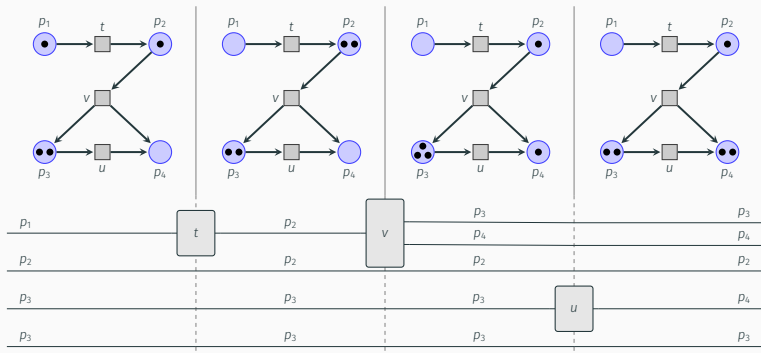 t t t t
p₁ p₂ p₁ p₂ p₁ p₂ p₁ p₂
v v v v
p₃ u p₄ p₃ u p₄ p₃ u p₄ p₃ u p₄
p₃ p₃
p₁ t p₂ v p₄ p₄
p₂ p₂ p₂ p₂
p₃ p₃ p₃ u p₄
p₃ p₃ p₃ p₃